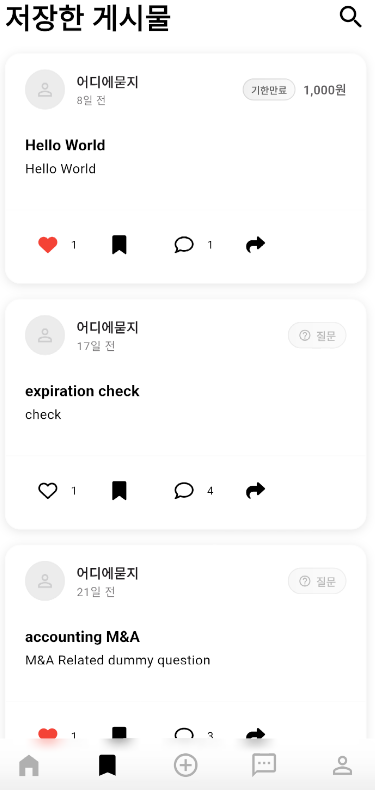 저장한 게시물
어디에묻지
8일 전
기한만료 1,000원
Hello World
Hello World
1 1
어디에묻지
17일 전
질문
expiration check
check
1 4
어디에묻지
21일 전
질문
accounting M&A
M&A Related dummy question
1 3